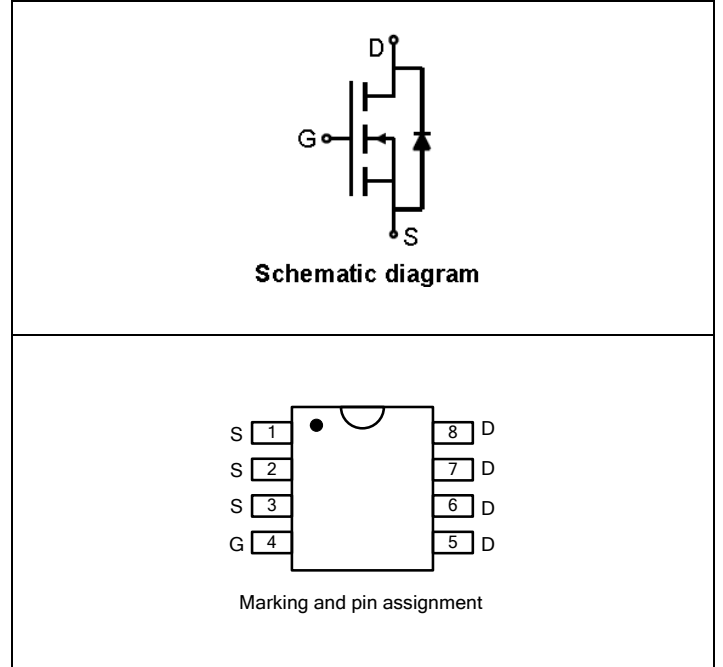 D
G
S
Schematic diagram
S 1 8 D
S 2 7 D
S 3 6 D
G 4 5 D
Marking and pin assignment